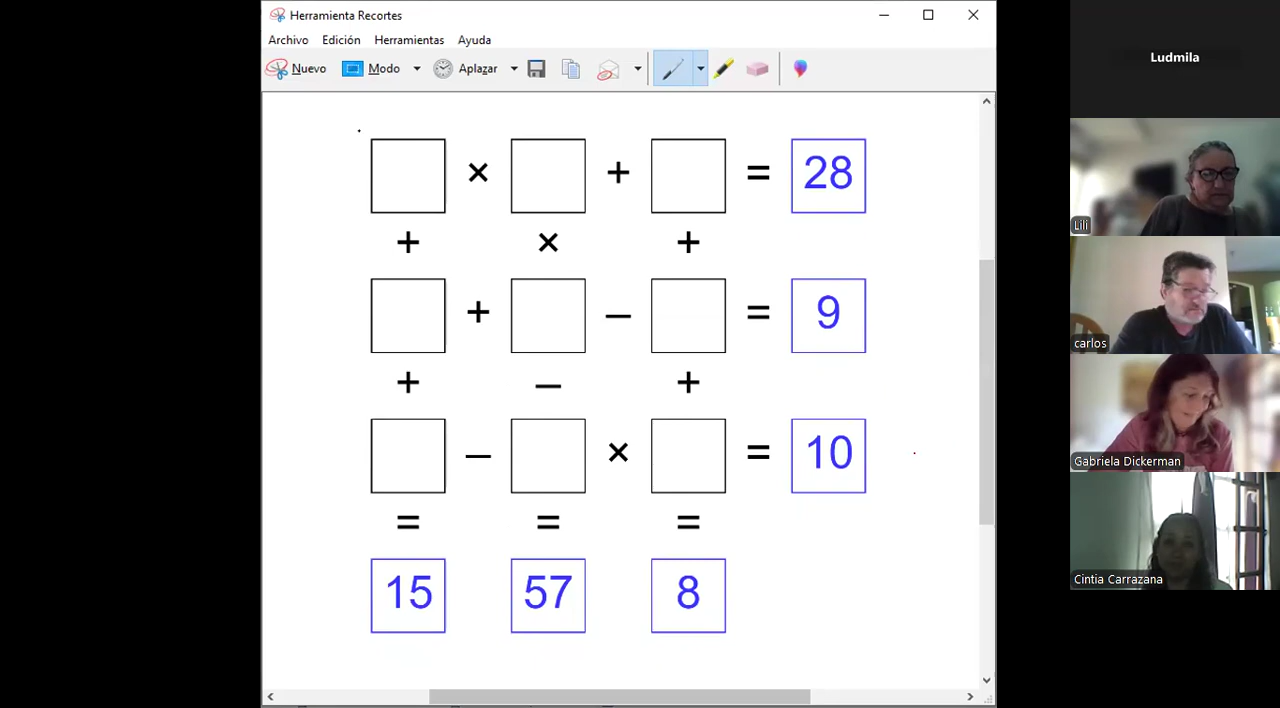 Herramienta Recortes
Archivo Edición Herramientas Ayuda
Nuevo Modo Aplazar
× + = 28
+ × +
+ – = 9
+ – +
– × = 10
= = =
15 57 8
Ludmila
Lili
carlos
Gabriela Dickerman
Cintia Carrazana